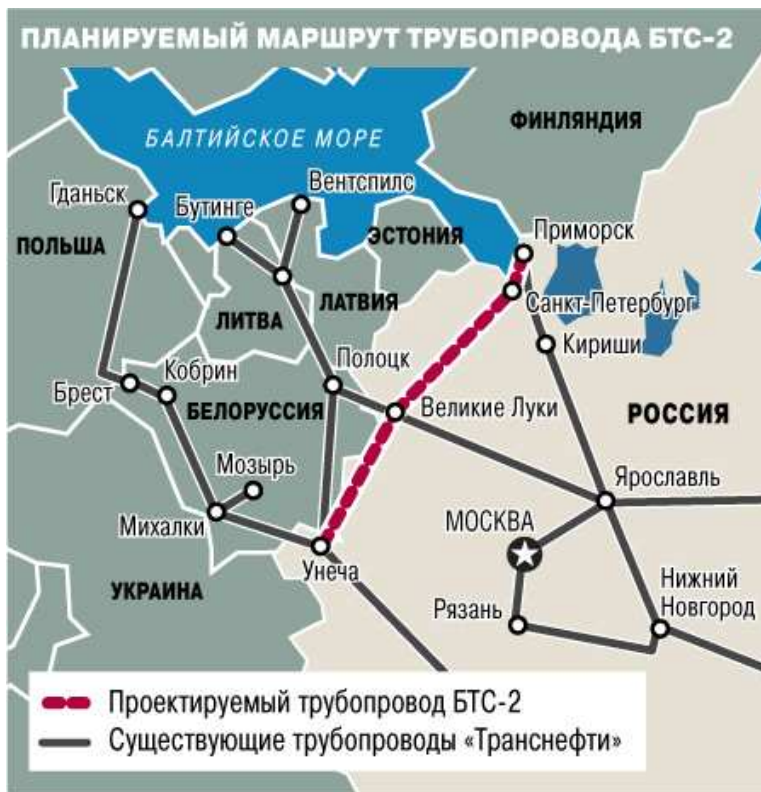 ПЛАНИРУЕМЫЙ МАРШРУТ ТРУБОПРОВОДА БТС-2
ФИНЛЯНДИЯ
БАЛТИЙСКОЕ МОРЕ
Вентспилс
Гданьск
Бутинге
ЭСТОНИЯ
Приморск
ПОЛЬША
Санкт-Петербург
ЛАТВИЯ
ЛИТВА
Кириши
Полоцк
Кобрин
Брест
БЕЛОРУССИЯ
Великие Луки
РОССИЯ
Мозырь
Ярославль
Михалки
МОСКВА
Унеча
УКРАИНА
Рязань
Нижний
Новгород
Проектируемый трубопровод БТС-2
Существующие трубопроводы «Транснефти»